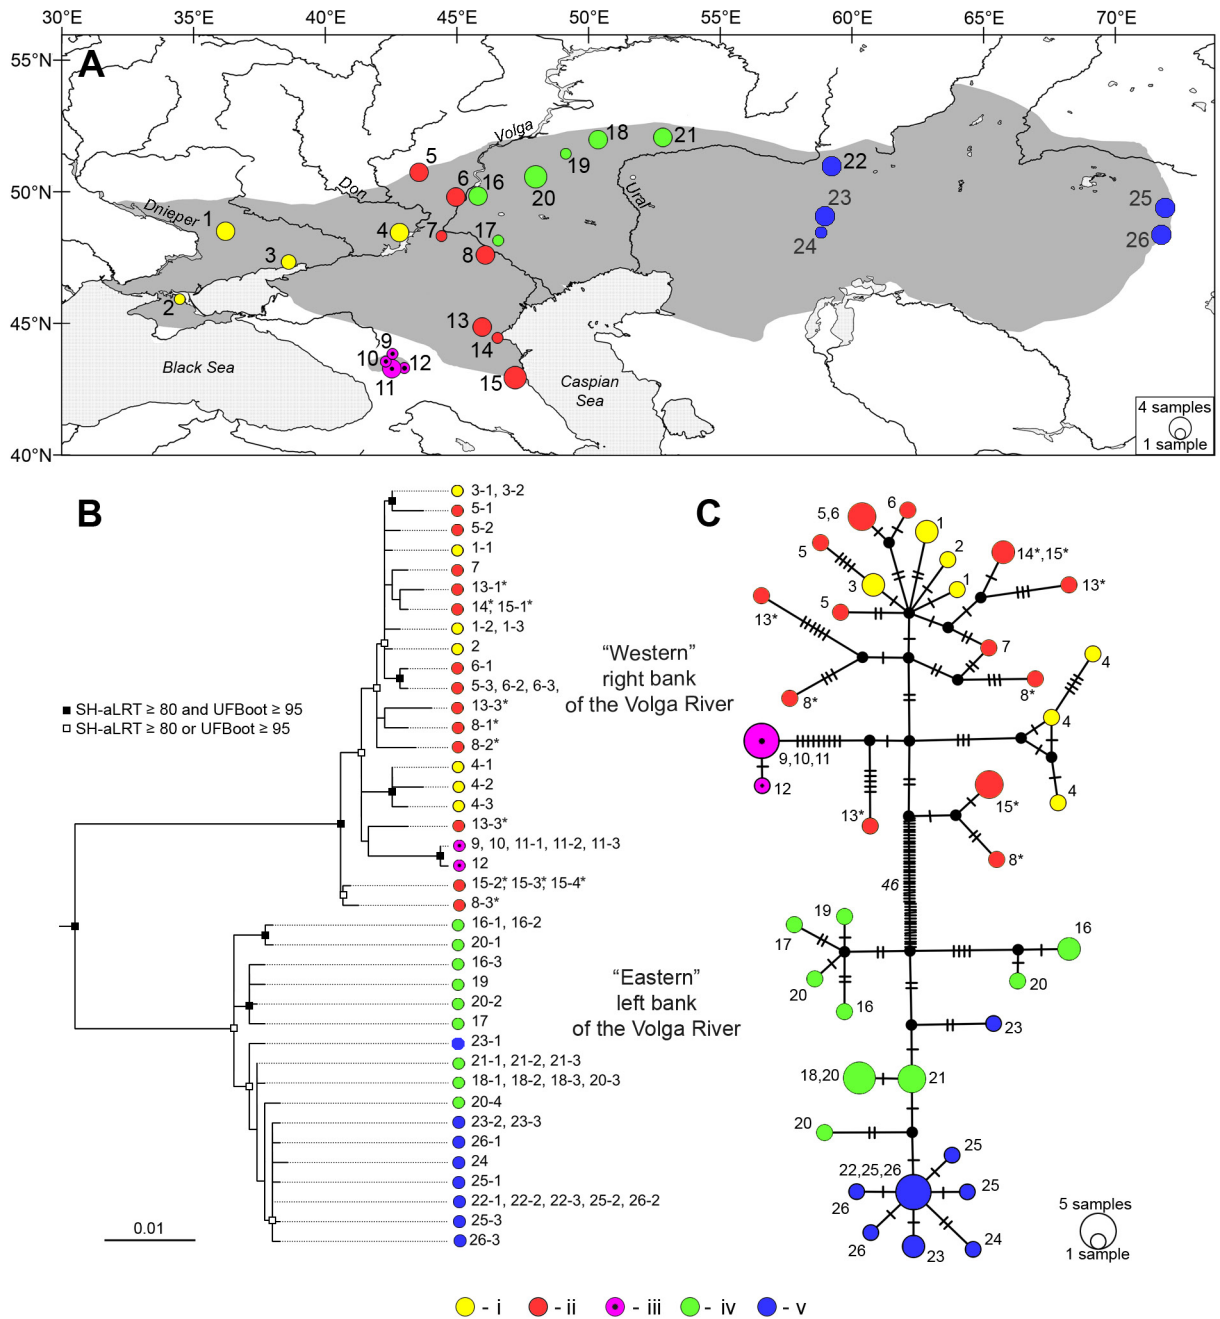 30°E 35°E 40°E 45°E 50°E 55°E 60°E 65°E 70°E
55°N
50°N
45°N
40°N
A
Volga
Don
Dnieper
Ural
Black Sea
Caspian
Sea
1
2
3
4
5
6
7
8
9
10
11
12
13
14
15
16
17
18
19
20
21
22
23
24
25
26
4 samples
1 sample
B
3-1, 3-2
5-1
5-2
1-1
7
13-1*
14*, 15-1*
1-2, 1-3
2
6-1
5-3, 6-2, 6-3,
13-3*
8-1*
8-2*
4-1
4-2
4-3
13-3*
9, 10, 11-1, 11-2, 11-3
12
15-2*, 15-3*, 15-4*
8-3*
16-1, 16-2
20-1
16-3
19
20-2
17
23-1
21-1, 21-2, 21-3
18-1, 18-2, 18-3, 20-3
20-4
23-2, 23-3
26-1
24
25-1
22-1, 22-2, 22-3, 25-2, 26-2
25-3
26-3
SH-aLRT ≥ 80 and UFBoot ≥ 95
SH-aLRT ≥ 80 or UFBoot ≥ 95
0.01
“Western”
right bank
of the Volga River
“Eastern”
left bank
of the Volga River
C
5,6
6
1
2
5
3
1
14*,15*
13*
13*
5
7
8*
8*
4
4
4
9,10,11
12
13*
15*
8*
46
19
17
20
16
16
20
23
18,20
21
20
22,25,26
25
25
26
26
23
24
5 samples
1 sample
- i - ii - iii - iv - v